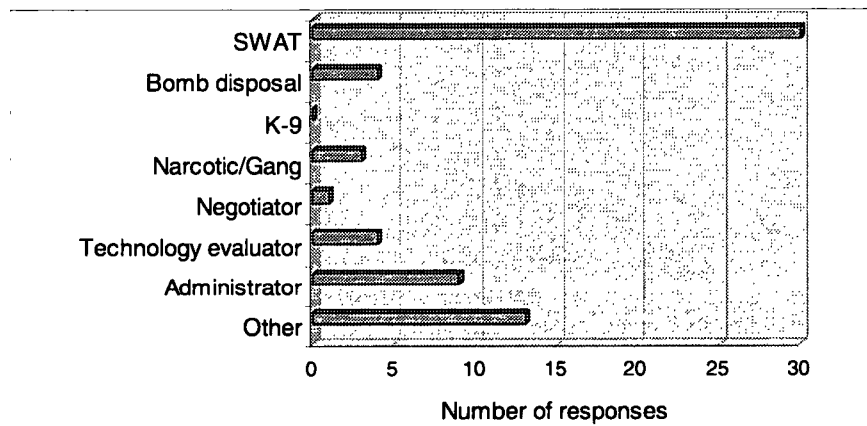 SWAT
Bomb disposal
K-9
Narcotic/Gang
Negotiator
Technology evaluator
Administrator
Other
0 5 10 15 20 25 30
Number of responses